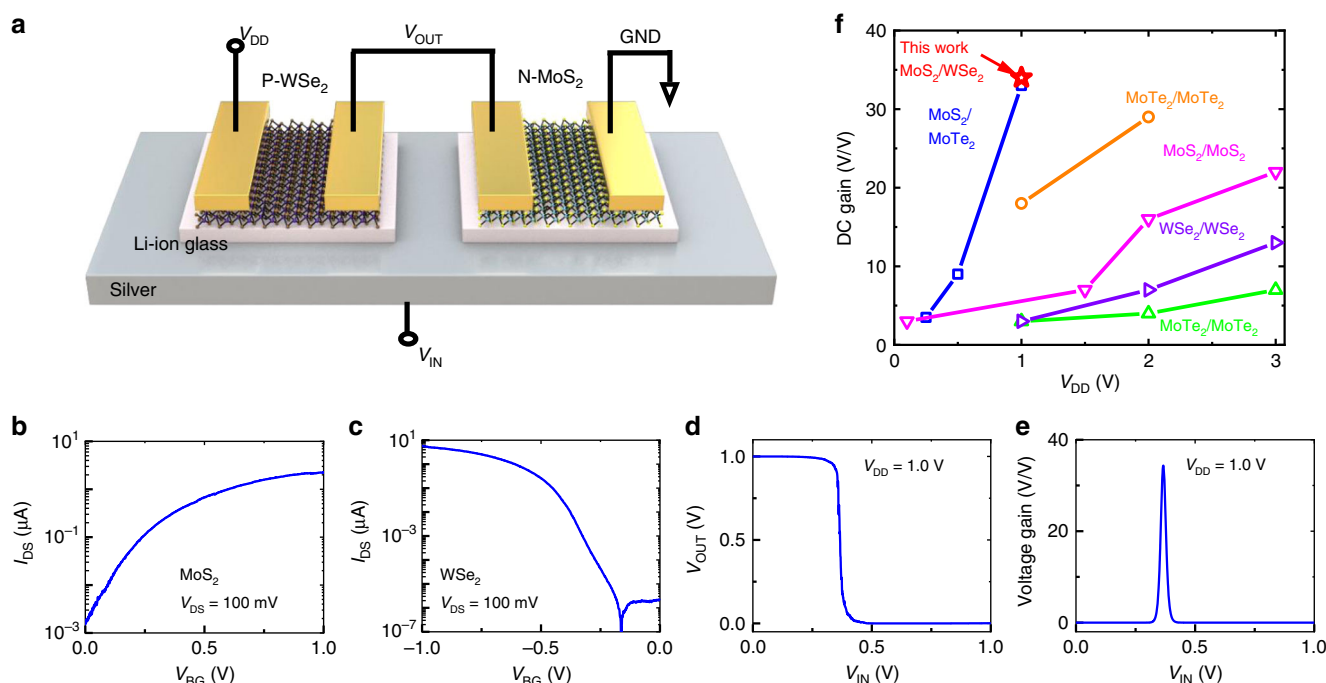 a
V_DD
V_OUT
GND
P-WSe₂
N-MoS₂
Li-ion glass
Silver
V_IN
f
DC gain (V/V)
40
30
20
10
0
This work
MoS₂/WSe₂
MoS₂/
MoTe₂
MoTe₂/MoTe₂
MoS₂/MoS₂
WSe₂/WSe₂
MoTe₂/MoTe₂
0 1 2 3
V_DD (V)
b
I_DS (μA)
10¹
10⁻¹
10⁻³
MoS₂
V_DS = 100 mV
0.0 0.5 1.0
V_BG (V)
c
I_DS (μA)
10¹
10⁻³
10⁻⁷
WSe₂
V_DS = 100 mV
−1.0 −0.5 0.0
V_BG (V)
d
V_OUT (V)
1.0
0.5
0.0
V_DD = 1.0 V
0.0 0.5 1.0
V_IN (V)
e
Voltage gain (V/V)
40
20
0
V_DD = 1.0 V
0.0 0.5 1.0
V_IN (V)